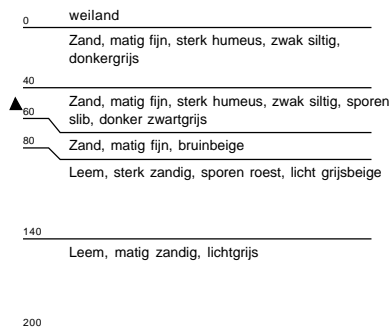 weiland
0
Zand, matig fijn, sterk humeus, zwak siltig,
donkergrijs
40
Zand, matig fijn, sterk humeus, zwak siltig, sporen
slib, donker zwartgrijs
60
80
Zand, matig fijn, bruinbeige
Leem, sterk zandig, sporen roest, licht grijsbeige
140
Leem, matig zandig, lichtgrijs
200